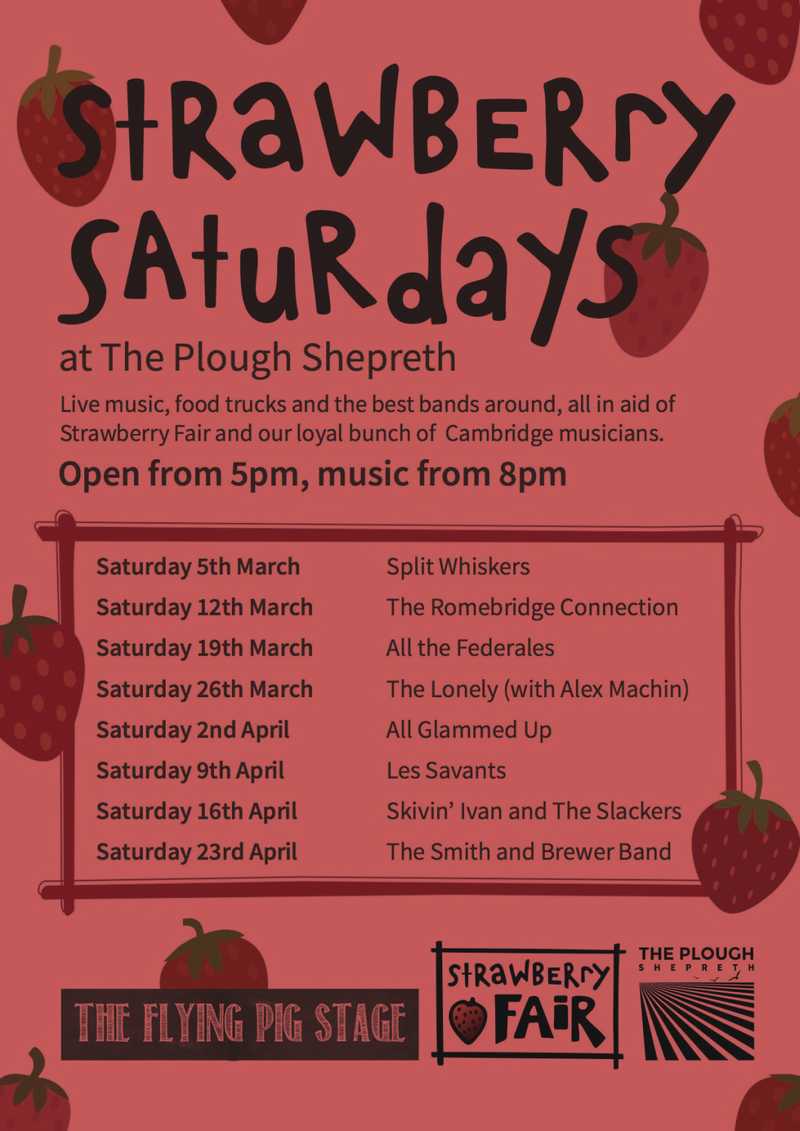 STRAWBERRY
SATURDAYS
at The Plough Shepreth
Live music, food trucks and the best bands around, all in aid of
Strawberry Fair and our loyal bunch of Cambridge musicians.
Open from 5pm, music from 8pm
Saturday 5th March Split Whiskers
Saturday 12th March The Romebridge Connection
Saturday 19th March All the Federales
Saturday 26th March The Lonely (with Alex Machin)
Saturday 2nd April All Glammed Up
Saturday 9th April Les Savants
Saturday 16th April Skivin' Ivan and The Slackers
Saturday 23rd April The Smith and Brewer Band
THE FLYING PIG STAGE
STRAWBERRY
FAIR
THE PLOUGH
SHEPRETH